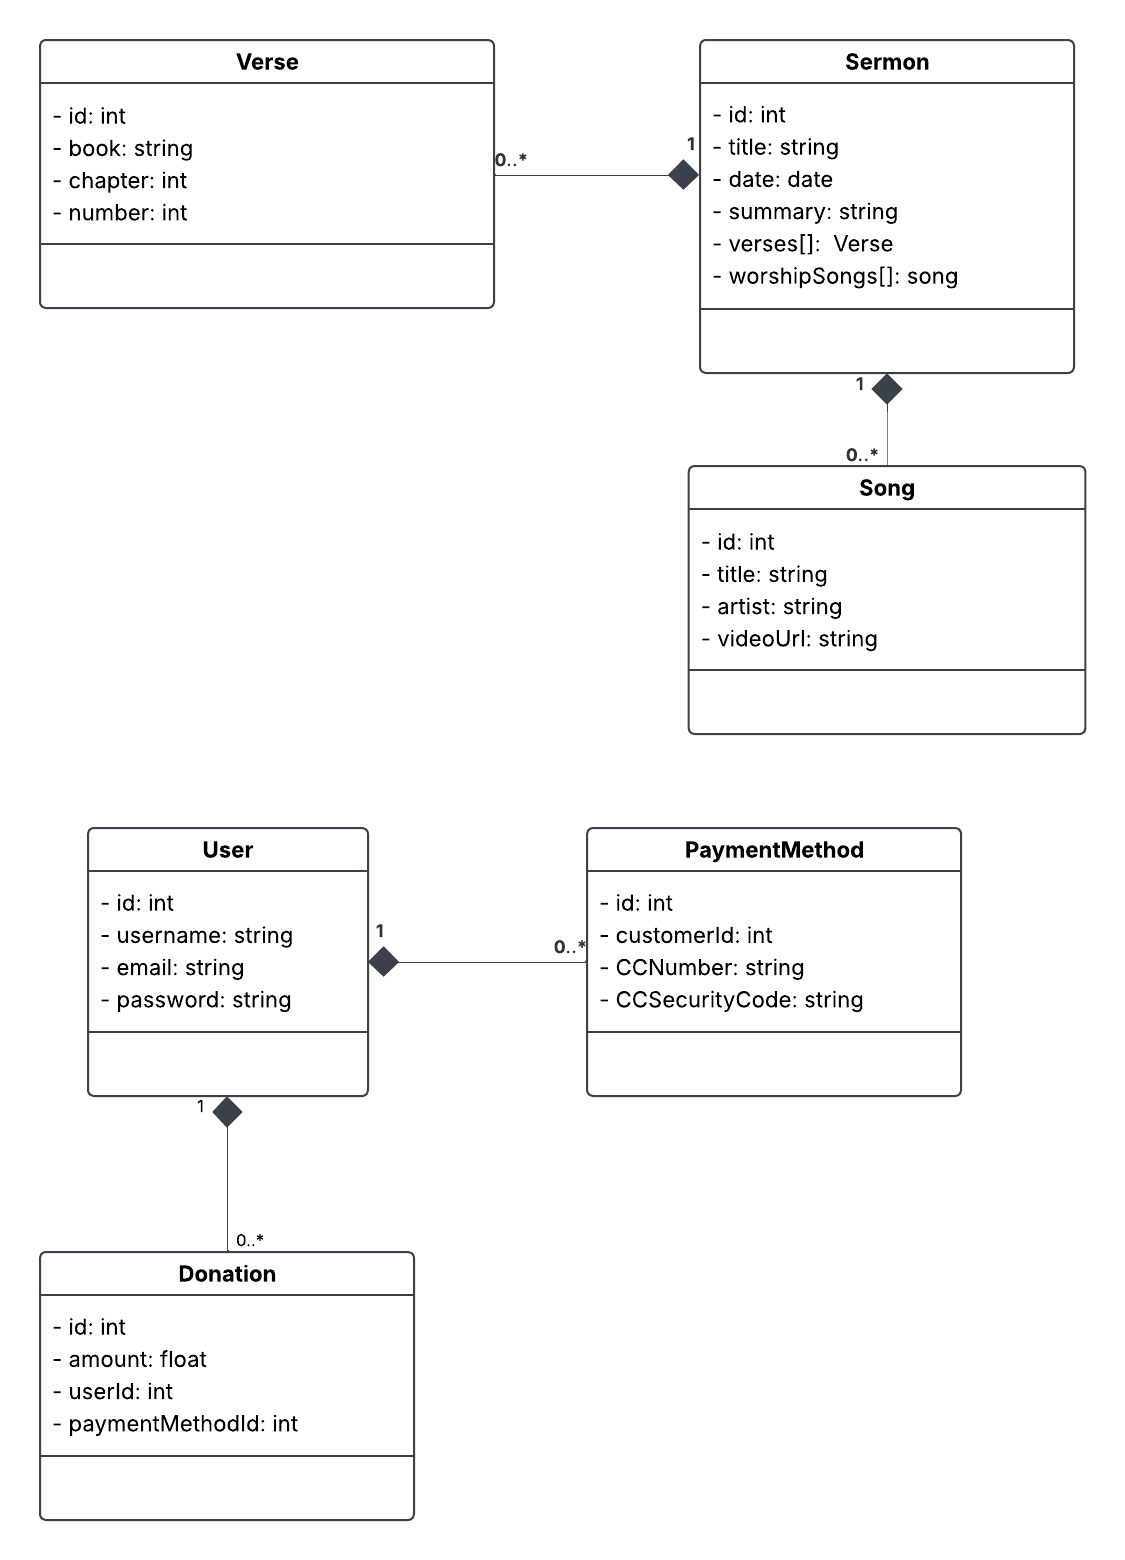 Verse
- id: int
- book: string
- chapter: int
- number: int
0..*
1
Sermon
- id: int
- title: string
- date: date
- summary: string
- verses[]:  Verse
- worshipSongs[]: song
1
0..*
Song
- id: int
- title: string
- artist: string
- videoUrl: string
User
- id: int
- username: string
- email: string
- password: string
1
0..*
PaymentMethod
- id: int
- customerId: int
- CCNumber: string
- CCSecurityCode: string
1
0..*
Donation
- id: int
- amount: float
- userId: int
- paymentMethodId: int